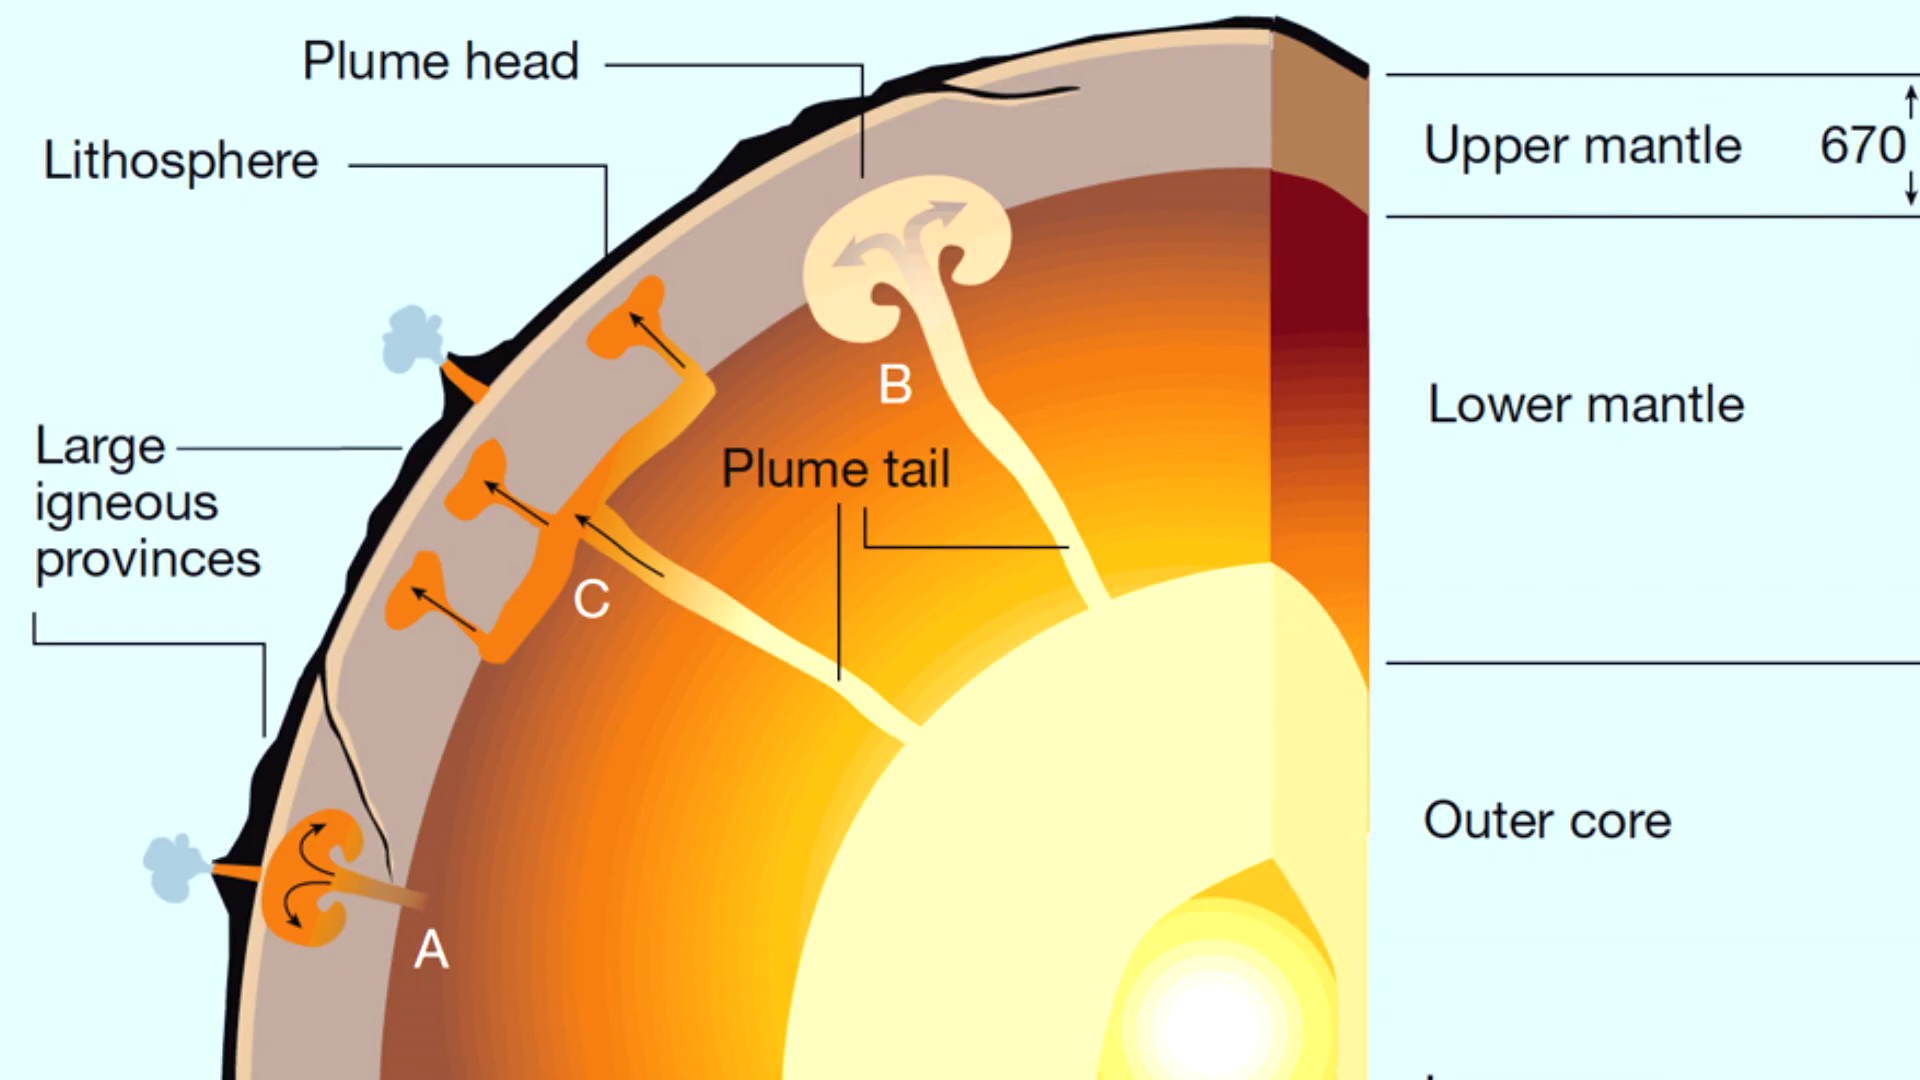 Plume head
Lithosphere
Upper mantle 670
B
Lower mantle
Large
igneous
provinces
Plume tail
C
Outer core
A